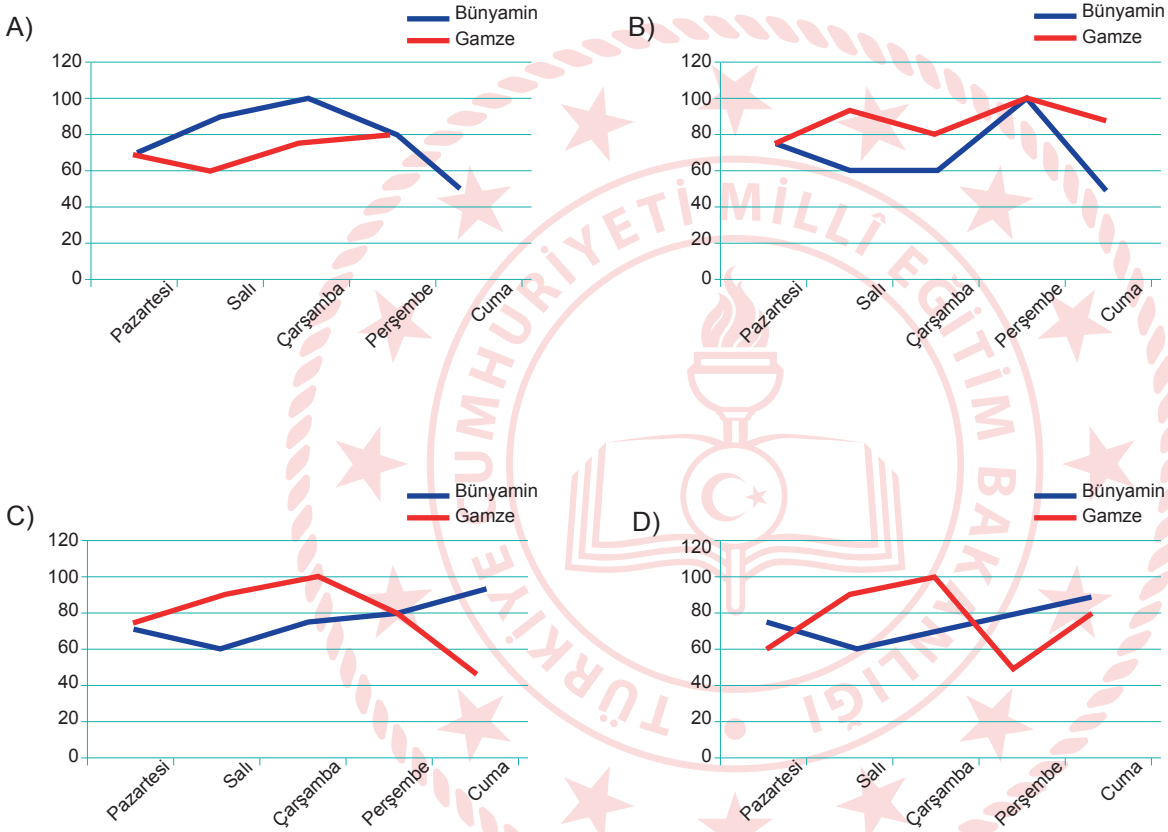 A)
Bünyamin
Gamze
120
100
80
60
40
20
0
Pazartesi
Salı
Çarşamba
Perşembe
Cuma
B)
Bünyamin
Gamze
120
100
80
60
40
20
0
Pazartesi
Salı
Çarşamba
Perşembe
Cuma
C)
Bünyamin
Gamze
120
100
80
60
40
20
0
Pazartesi
Salı
Çarşamba
Perşembe
Cuma
D)
Bünyamin
Gamze
120
100
80
60
40
20
0
Pazartesi
Salı
Çarşamba
Perşembe
Cuma
TÜRKİYE CUMHURİYETİ MİLLÎ EĞİTİM BAKANLIĞI